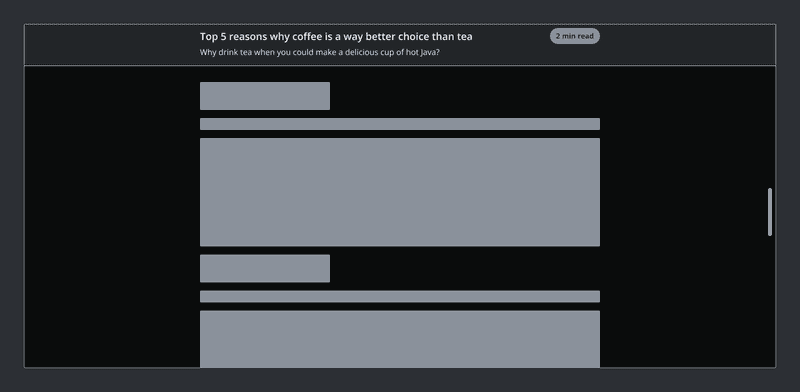 Top 5 reasons why coffee is a way better choice than tea
2 min read
Why drink tea when you could make a delicious cup of hot Java?